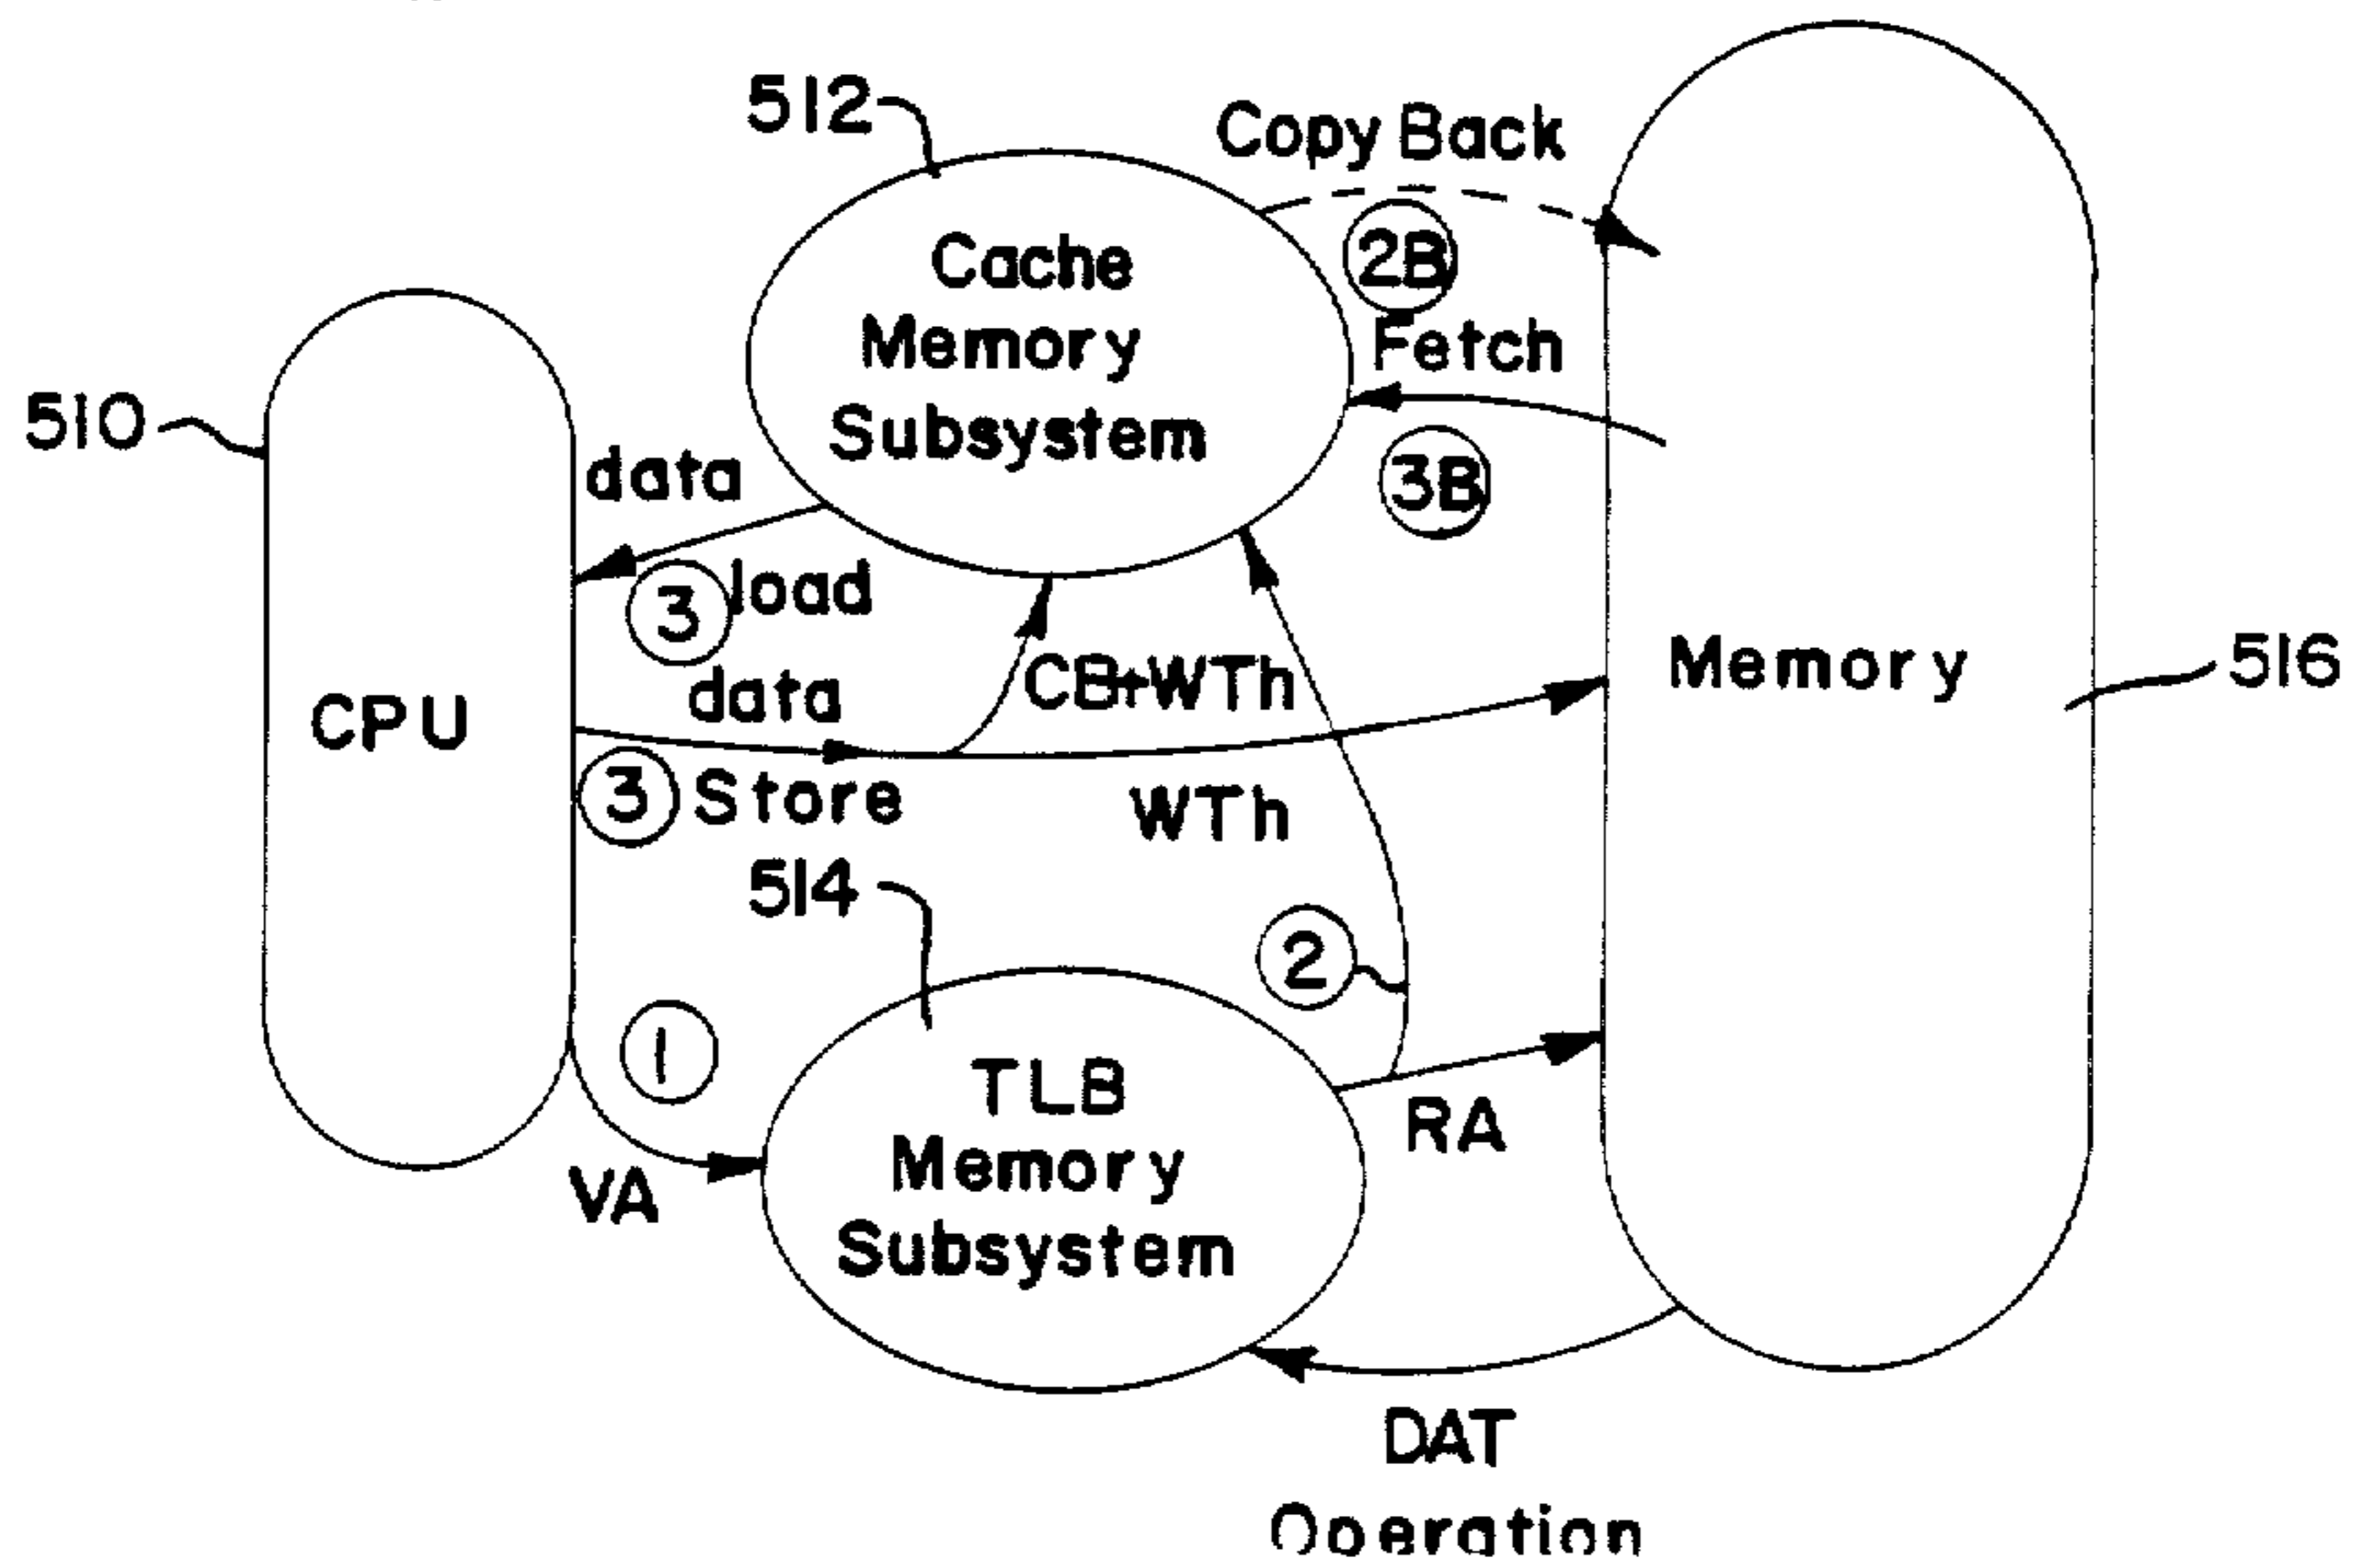 512
Copy Back
2B
Cache
Memory
Subsystem
Fetch
3B
510
data
3 load
CPU
data
CB+WTh
Memory
516
3 Store
WTh
514
2
1
TLB
Memory
Subsystem
RA
VA
DAT
Operation